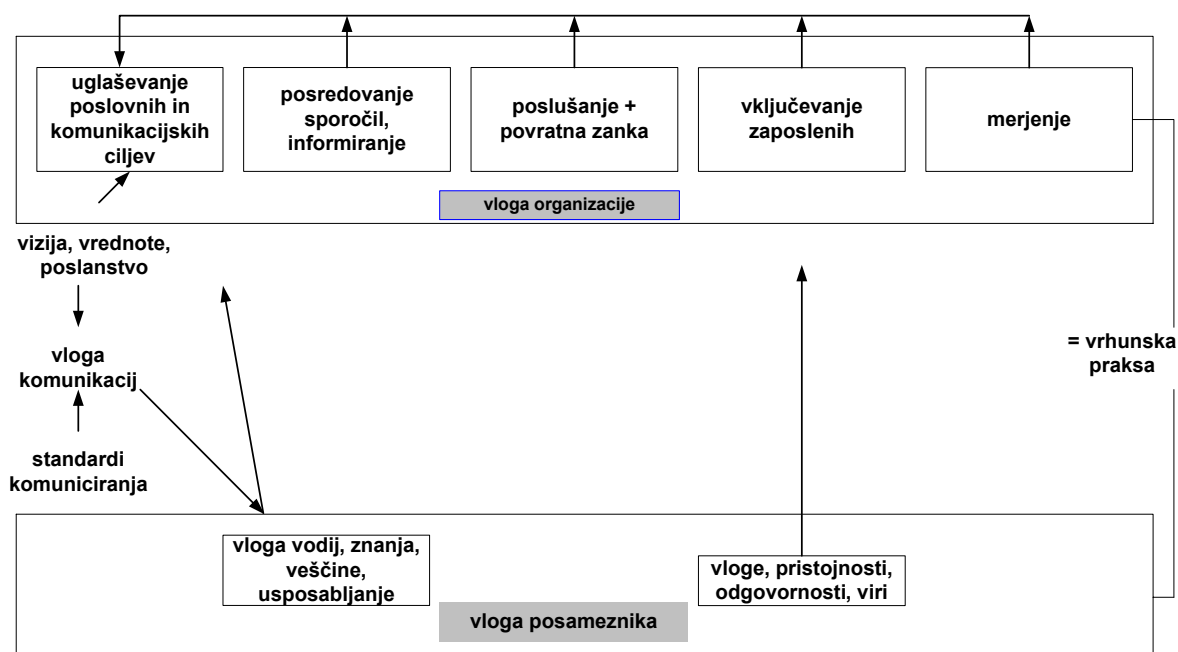 uglaševanje
poslovnih in
komunikacijskih
ciljev
posredovanje
sporočil,
informiranje
poslušanje +
povratna zanka
vključevanje
zaposlenih
merjenje
vloga organizacije
vizija, vrednote,
poslanstvo
vloga
komunikacij
standardi
komuniciranja
= vrhunska
praksa
vloga vodij, znanja,
veščine,
usposabljanje
vloge, pristojnosti,
odgovornosti, viri
vloga posameznika